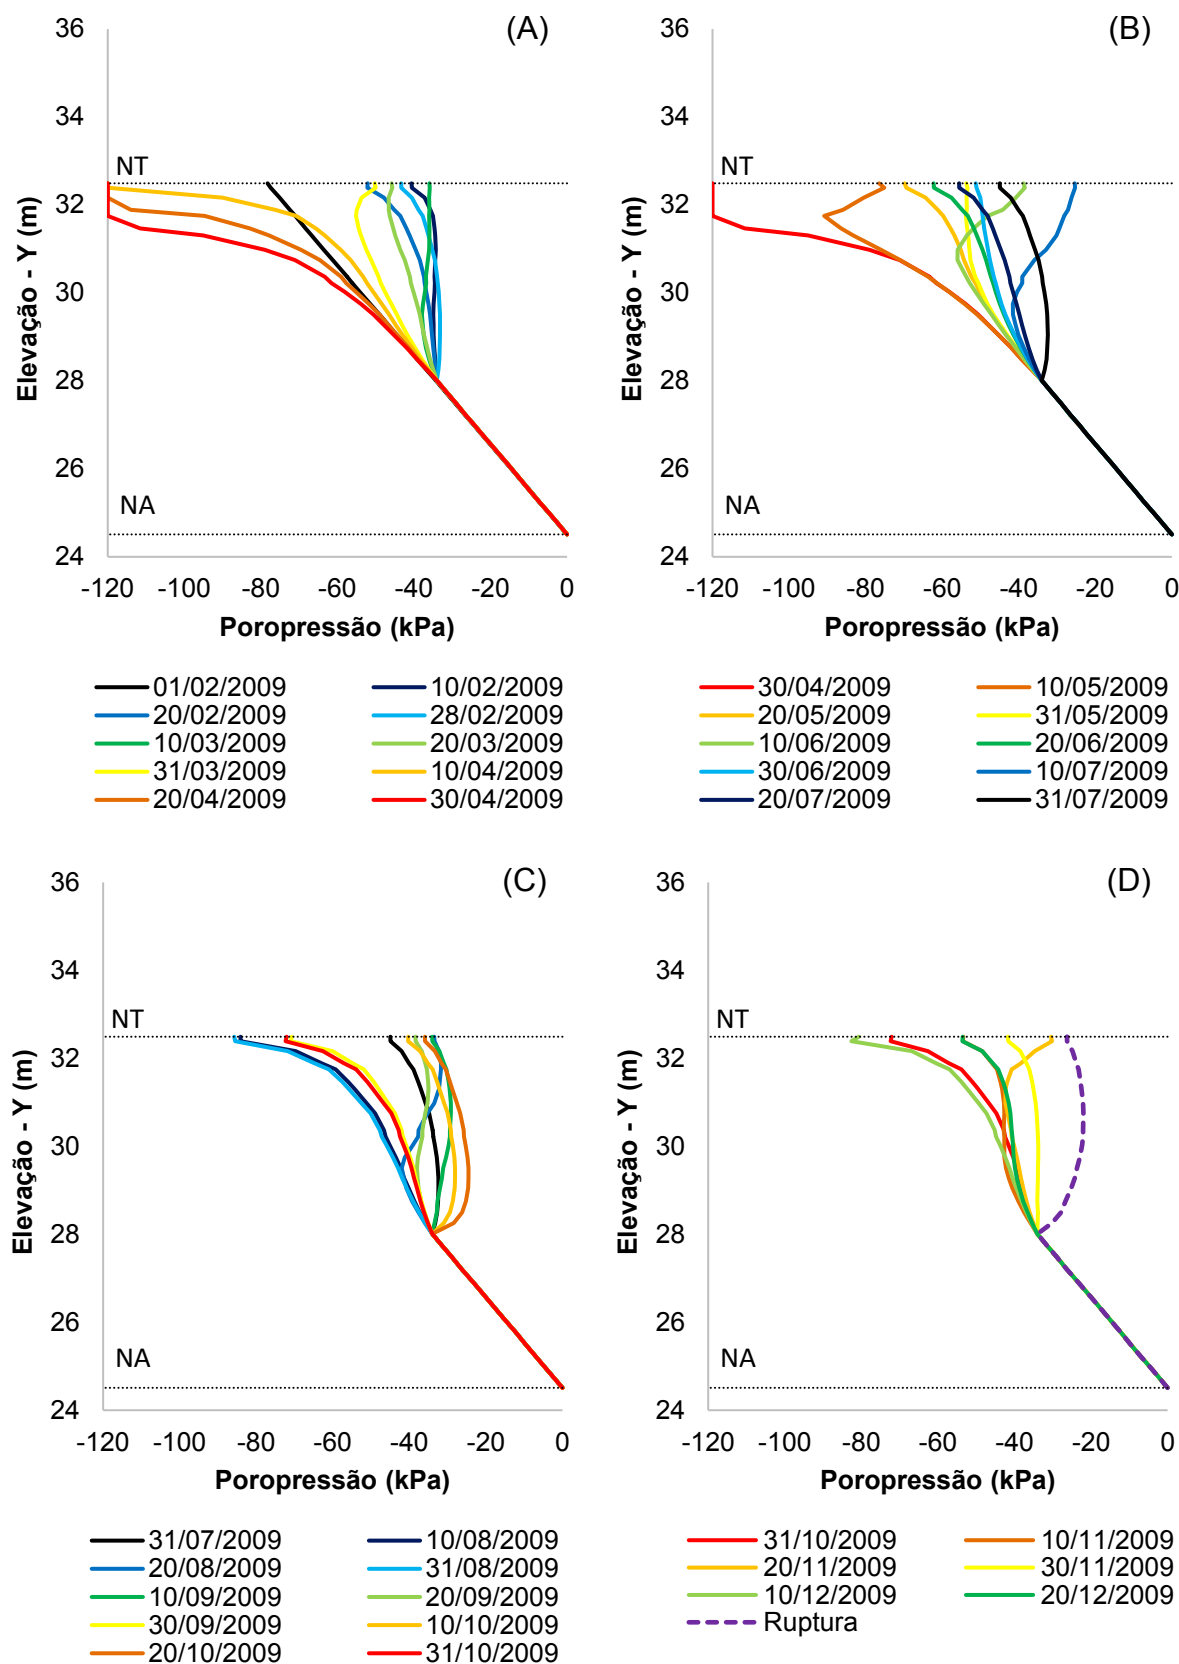 (A)
36
34
32
30
28
26
24
NT
NA
-120 -100 -80 -60 -40 -20 0
Elevação - Y (m)
Poropressão (kPa)
01/02/2009 10/02/2009
20/02/2009 28/02/2009
10/03/2009 20/03/2009
31/03/2009 10/04/2009
20/04/2009 30/04/2009
(B)
36
34
32
30
28
26
24
NT
NA
-120 -100 -80 -60 -40 -20 0
Elevação - Y (m)
Poropressão (kPa)
30/04/2009 10/05/2009
20/05/2009 31/05/2009
10/06/2009 20/06/2009
30/06/2009 10/07/2009
20/07/2009 31/07/2009
(C)
36
34
32
30
28
26
24
NT
NA
-120 -100 -80 -60 -40 -20 0
Elevação - Y (m)
Poropressão (kPa)
31/07/2009 10/08/2009
20/08/2009 31/08/2009
10/09/2009 20/09/2009
30/09/2009 10/10/2009
20/10/2009 31/10/2009
(D)
36
34
32
30
28
26
24
NT
NA
-120 -100 -80 -60 -40 -20 0
Elevação - Y (m)
Poropressão (kPa)
31/10/2009 10/11/2009
20/11/2009 30/11/2009
10/12/2009 20/12/2009
Ruptura